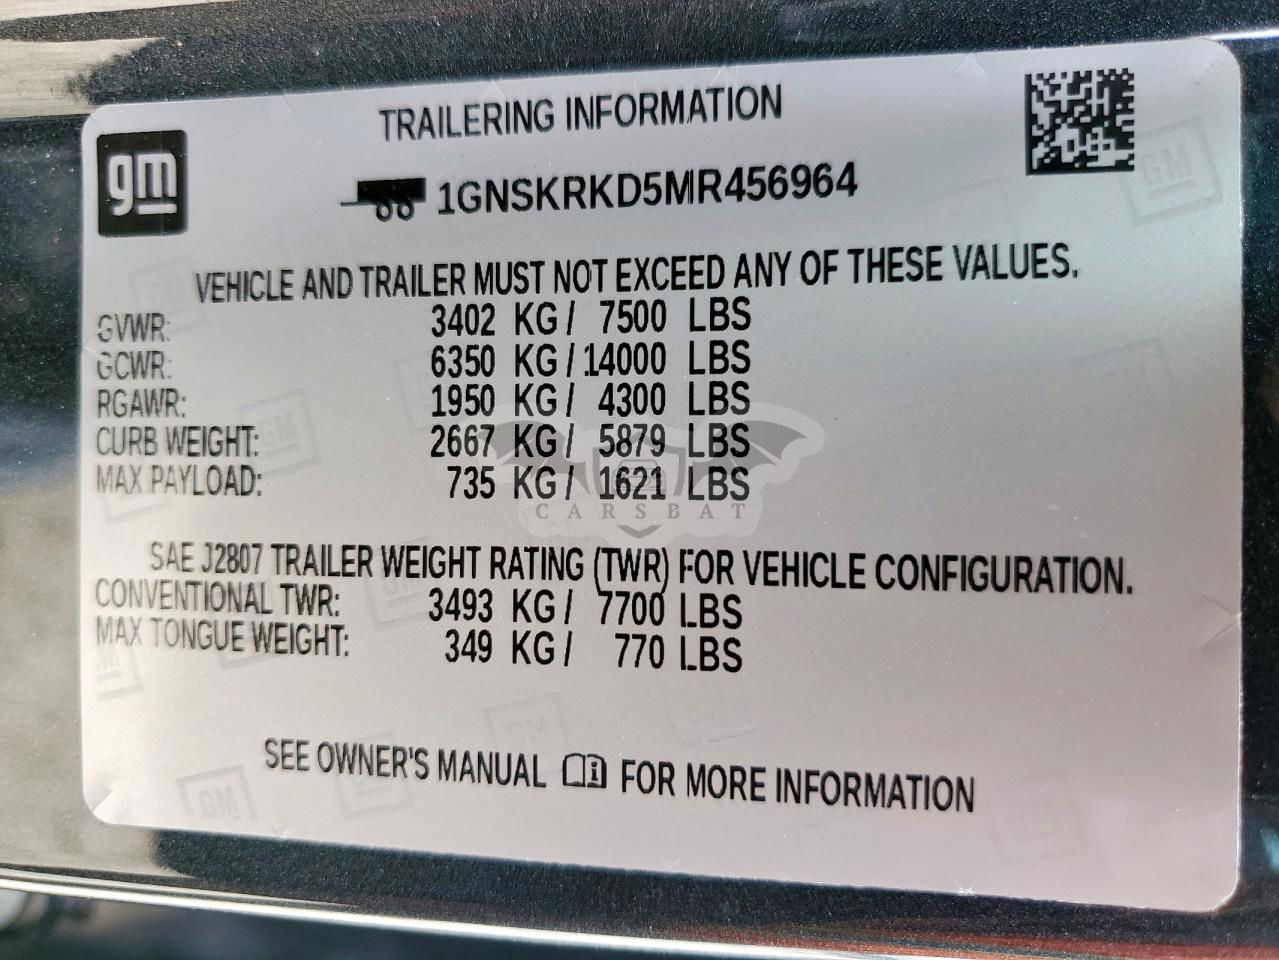 TRAILERING INFORMATION
gm
1GNSKRKD5MR456964
VEHICLE AND TRAILER MUST NOT EXCEED ANY OF THESE VALUES.
GVWR: 3402 KG / 7500 LBS
GCWR: 6350 KG / 14000 LBS
RGAWR: 1950 KG / 4300 LBS
CURB WEIGHT: 2667 KG / 5879 LBS
MAX PAYLOAD: 735 KG / 1621 LBS
CARSBAT
SAE J2807 TRAILER WEIGHT RATING (TWR) FOR VEHICLE CONFIGURATION.
CONVENTIONAL TWR: 3493 KG / 7700 LBS
MAX TONGUE WEIGHT: 349 KG / 770 LBS
SEE OWNER'S MANUAL FOR MORE INFORMATION